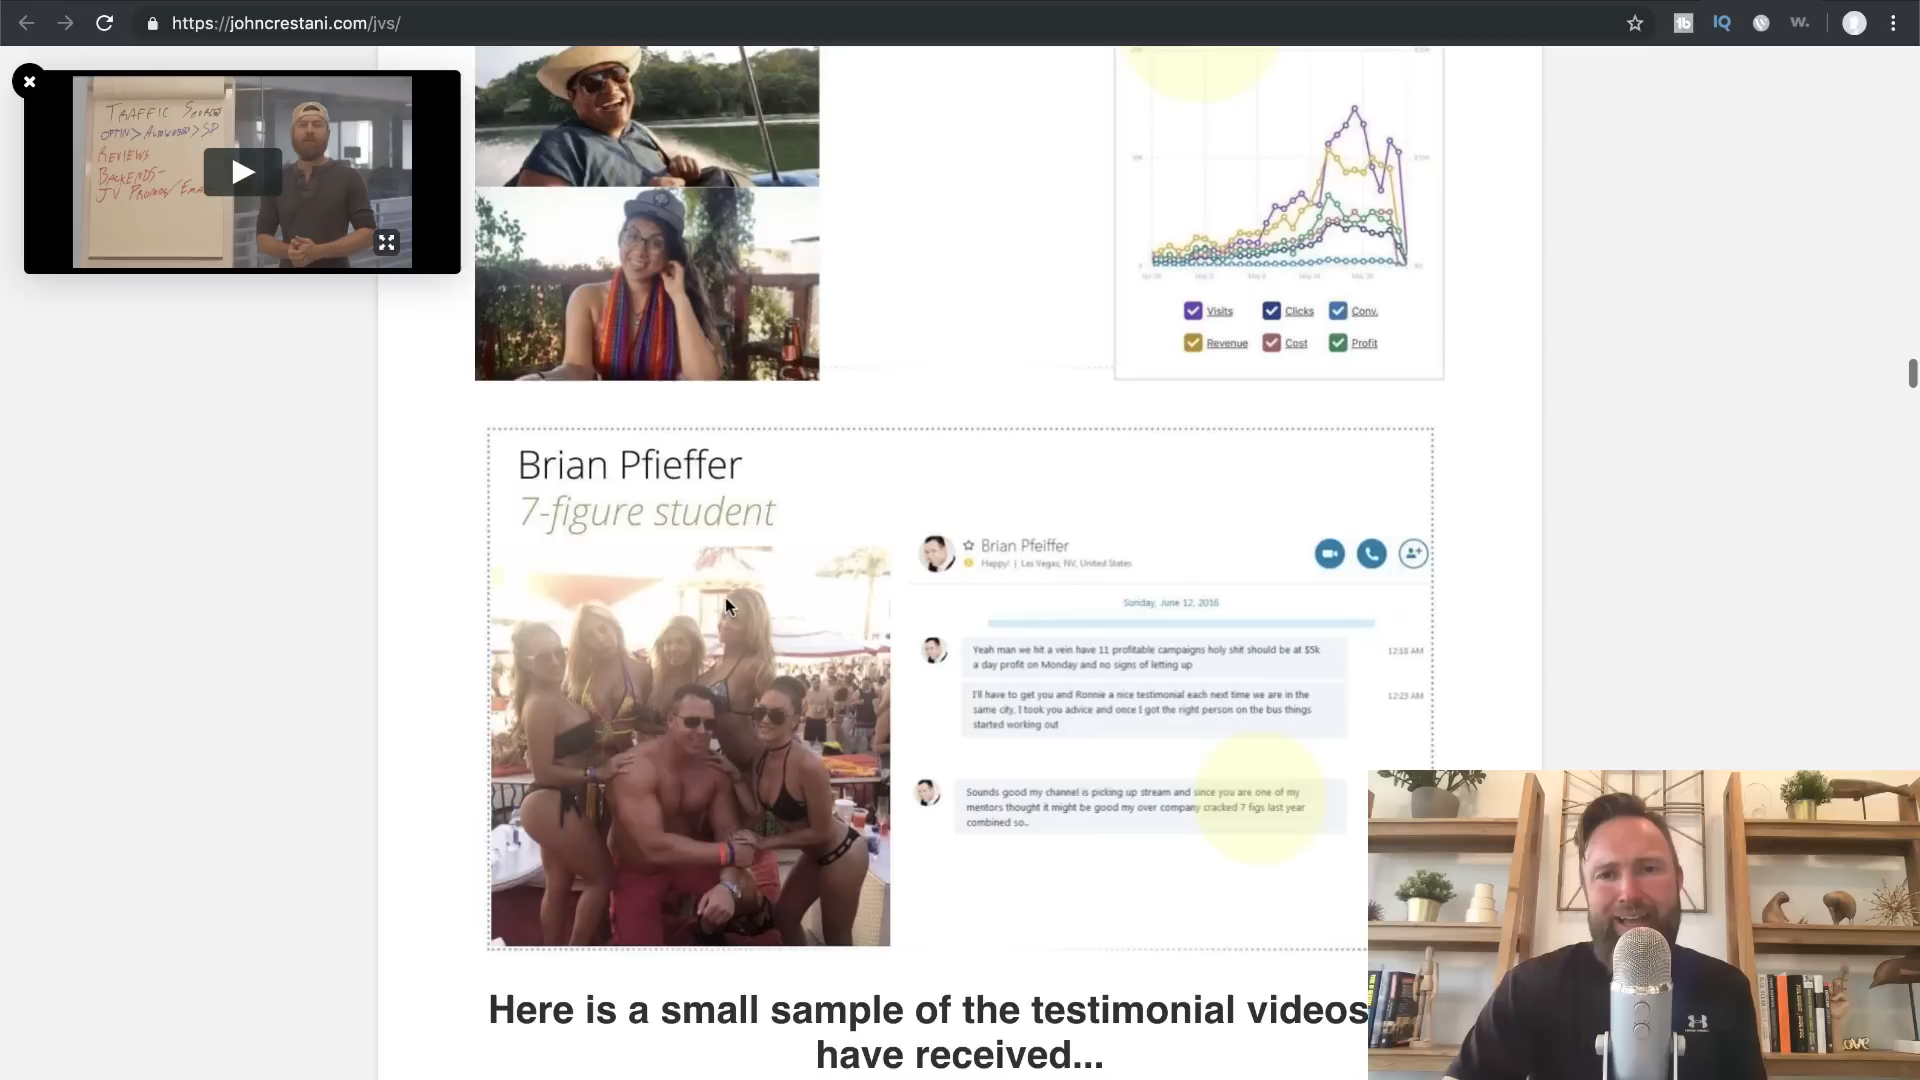 https://johncrestani.com/jvs/
TRAFFIC
OPTIN > AUTOWEBB > SP
REVIEWS
BACKENDS-
JV PROMOS/
Visits
Clicks
Conv.
Revenue
Cost
Profit
Brian Pfieffer
7-figure student
Brian Pfeiffer
Happy! | Las Vegas, NV, United States
Sunday, June 12, 2016
Yeah man we hit a vein have 11 profitable campaigns holy shit should be at $5k
12:18 AM
a day profit on Monday and no signs of letting up
I'll have to get you and Ronnie a nice testimonial each next time we are in the
12:23 AM
same city, I took you advice and once I got the right person on the bus things
started working out
Sounds good my channel is picking up stream and since you are one of my
mentors thought it might be good my over company cracked 7 figs last year
combined so..
Here is a small sample of the testimonial videos
have received...